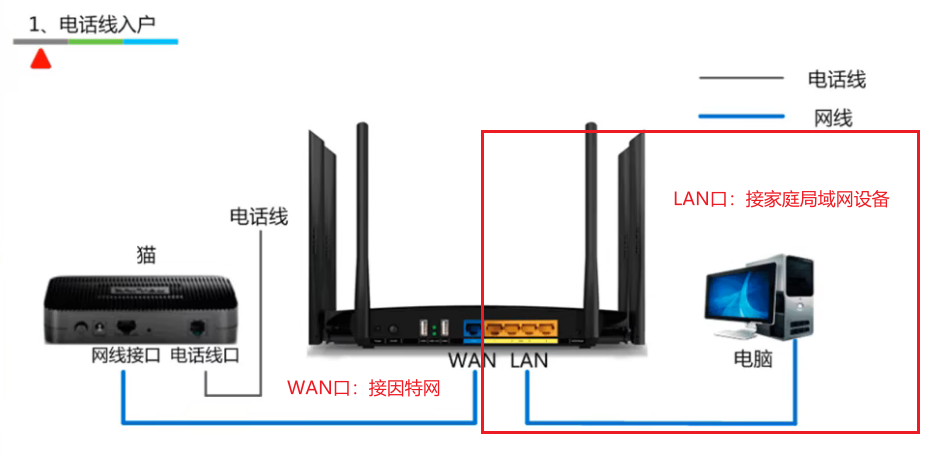 1、电话线入户
电话线
网线
LAN口：接家庭局域网设备
电话线
猫
网线接口 电话线口
WAN LAN
电脑
WAN口：接因特网